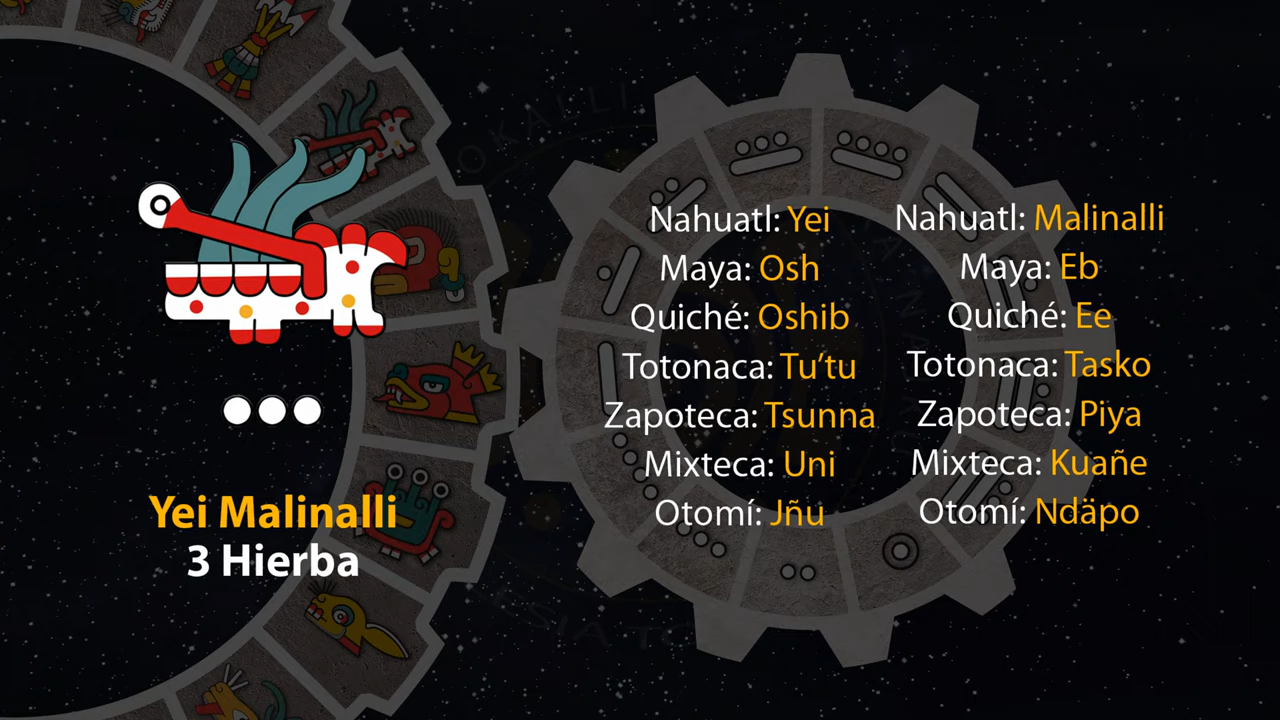 Nahuatl: Yei
Maya: Osh
Quiché: Oshib
Totonaca: Tu’tu
Zapoteca: Tsunna
Mixteca: Uni
Otomí: Jñu
Nahuatl: Malinalli
Maya: Eb
Quiché: Ee
Totonaca: Tasko
Zapoteca: Piya
Mixteca: Kuañe
Otomí: Ndäpo
Yei Malinalli
3 Hierba